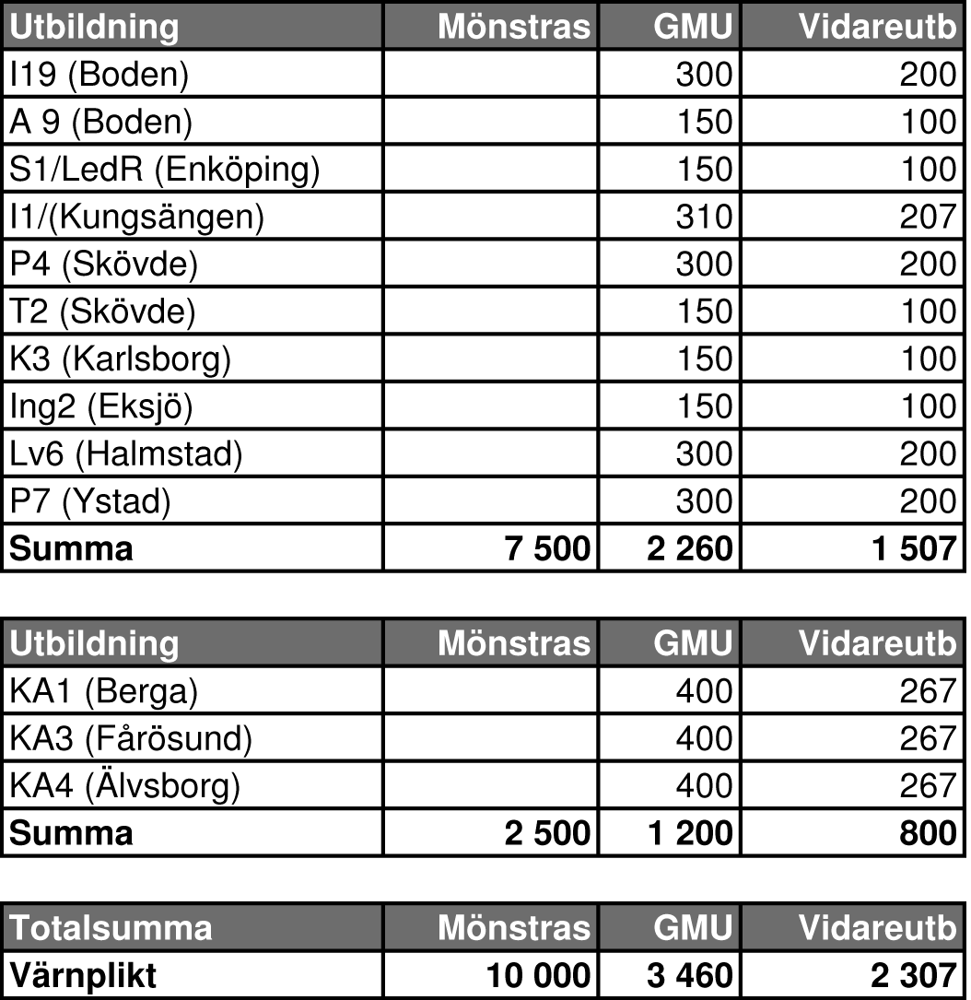 Utbildning Mönstras GMU Vidareutb
I19 (Boden) 300 200
A 9 (Boden) 150 100
S1/LedR (Enköping) 150 100
I1/(Kungsängen) 310 207
P4 (Skövde) 300 200
T2 (Skövde) 150 100
K3 (Karlsborg) 150 100
Ing2 (Eksjö) 150 100
Lv6 (Halmstad) 300 200
P7 (Ystad) 300 200
Summa 7 500 2 260 1 507
Utbildning Mönstras GMU Vidareutb
KA1 (Berga) 400 267
KA3 (Fårösund) 400 267
KA4 (Älvsborg) 400 267
Summa 2 500 1 200 800
Totalsumma Mönstras GMU Vidareutb
Värnplikt 10 000 3 460 2 307